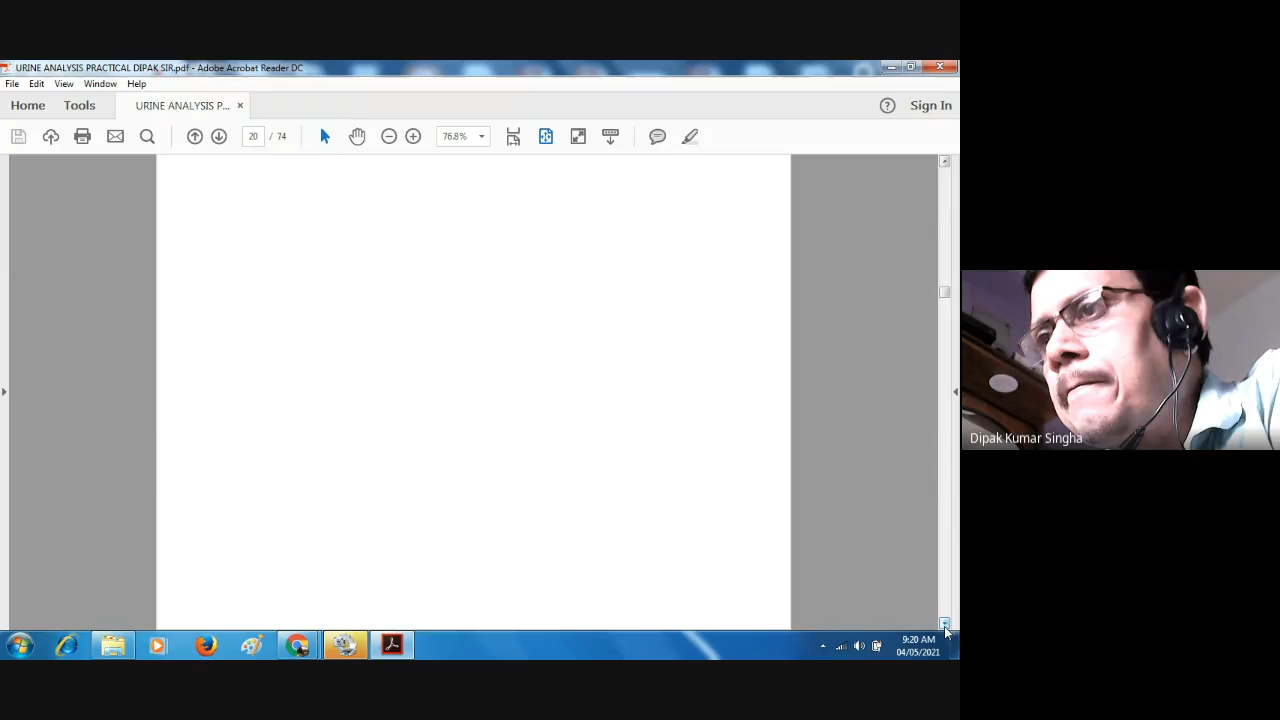 URINE ANALYSIS PRACTICAL DIPAK SIR.pdf - Adobe Acrobat Reader DC
File Edit View Window Help
Home Tools URINE ANALYSIS P... × ? Sign In
20 / 74 76.8%
Dipak Kumar Singha
9:20 AM
04/05/2021